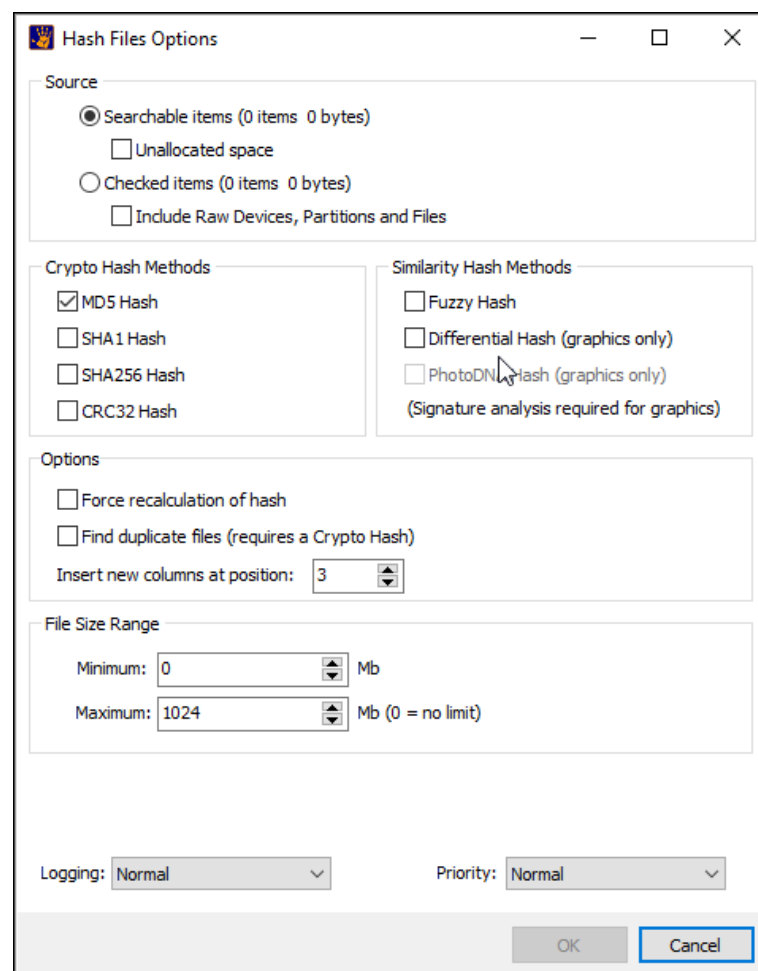 Hash Files Options
Source
Searchable items (0 items 0 bytes)
Unallocated space
Checked items (0 items 0 bytes)
Include Raw Devices, Partitions and Files
Crypto Hash Methods
MD5 Hash
SHA1 Hash
SHA256 Hash
CRC32 Hash
Similarity Hash Methods
Fuzzy Hash
Differential Hash (graphics only)
PhotoDNA Hash (graphics only)
(Signature analysis required for graphics)
Options
Force recalculation of hash
Find duplicate files (requires a Crypto Hash)
Insert new columns at position: 3
File Size Range
Minimum: 0 Mb
Maximum: 1024 Mb (0 = no limit)
Logging: Normal Priority: Normal
OK Cancel